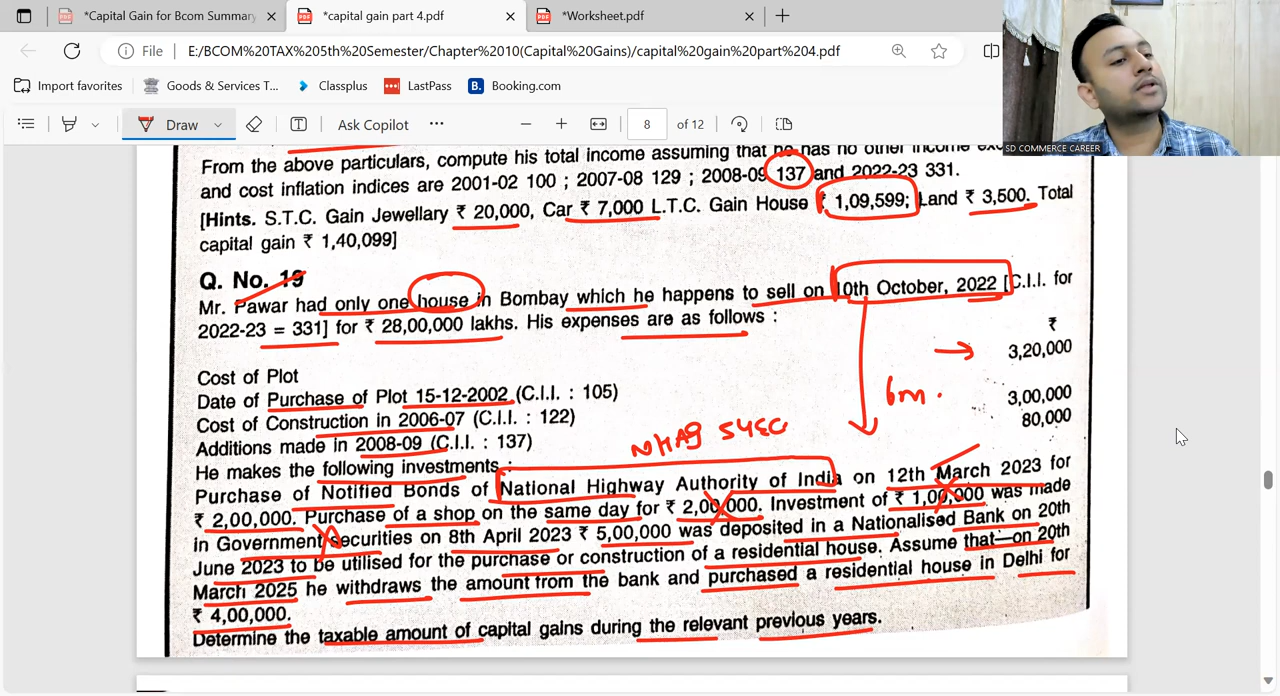 *Capital Gain for Bcom Summary
*capital gain part 4.pdf
*Worksheet.pdf
File
E:/BCOM%20TAX%205th%20Semester/Chapter%2010(Capital%20Gains)/capital%20gain%20part%204.pdf
Import favorites
Goods & Services T...
Classplus
LastPass
Booking.com
SD COMMERCE CAREER
Draw
Ask Copilot
8 of 12
From the above particulars, compute his total income assuming that he has no other income
and cost inflation indices are 2001-02 100 ; 2007-08 129 ; 2008-09 137 and 2022-23 331.
[Hints. S.T.C. Gain Jewellary ₹ 20,000, Car ₹ 7,000 L.T.C. Gain House ₹ 1,09,599; Land ₹ 3,500. Total
capital gain ₹ 1,40,099]
Q. No. 19
Mr. Pawar had only one house in Bombay which he happens to sell on 10th October, 2022 [C.I.I. for
2022-23 = 331] for ₹ 28,00,000 lakhs. His expenses are as follows :
₹
Cost of Plot 3,20,000
Date of Purchase of Plot 15-12-2002 (C.I.I. : 105)
Cost of Construction in 2006-07 (C.I.I. : 122) 3,00,000
Additions made in 2008-09 (C.I.I. : 137) 80,000
6m.
NHAI 54EC
He makes the following investments :
Purchase of Notified Bonds of National Highway Authority of India on 12th March 2023 for
₹ 2,00,000. Purchase of a shop on the same day for ₹ 2,00,000. Investment of ₹ 1,00,000 was made
in Government Securities on 8th April 2023 ₹ 5,00,000 was deposited in a Nationalised Bank on 20th
June 2023 to be utilised for the purchase or construction of a residential house. Assume that—on 20th
March 2025 he withdraws the amount from the bank and purchased a residential house in Delhi for
₹ 4,00,000.
Determine the taxable amount of capital gains during the relevant previous years.